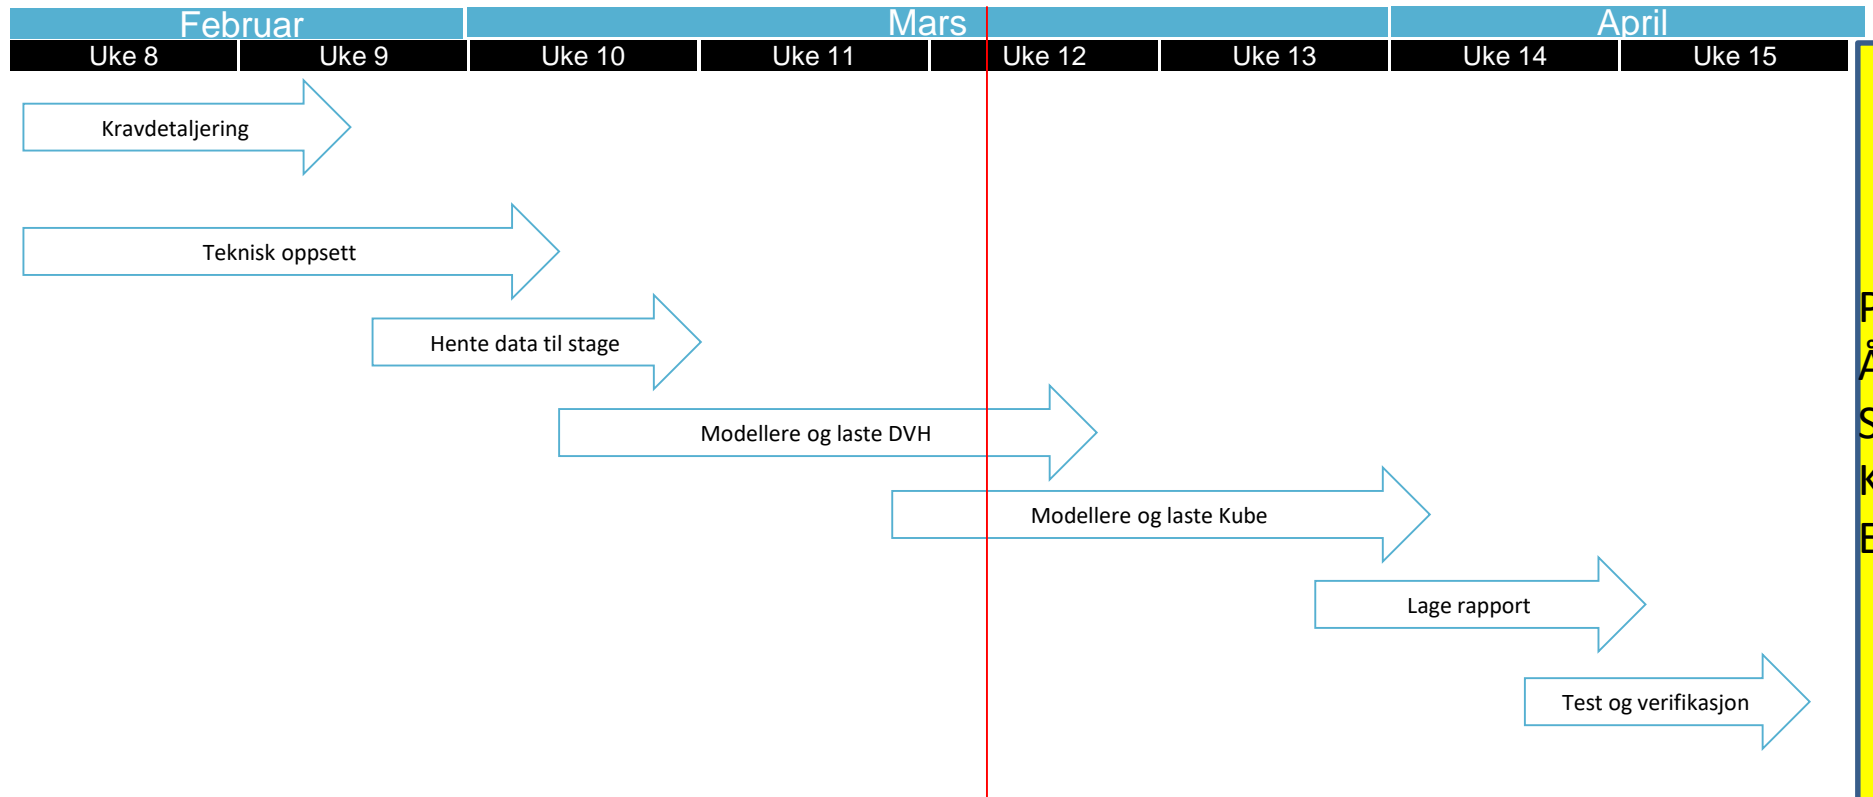 Februar Mars April
Uke 8 Uke 9 Uke 10 Uke 11 Uke 12 Uke 13 Uke 14 Uke 15
Kravdetaljering
Teknisk oppsett
Hente data til stage
Modellere og laste DVH
Modellere og laste Kube
Lage rapport
Test og verifikasjon